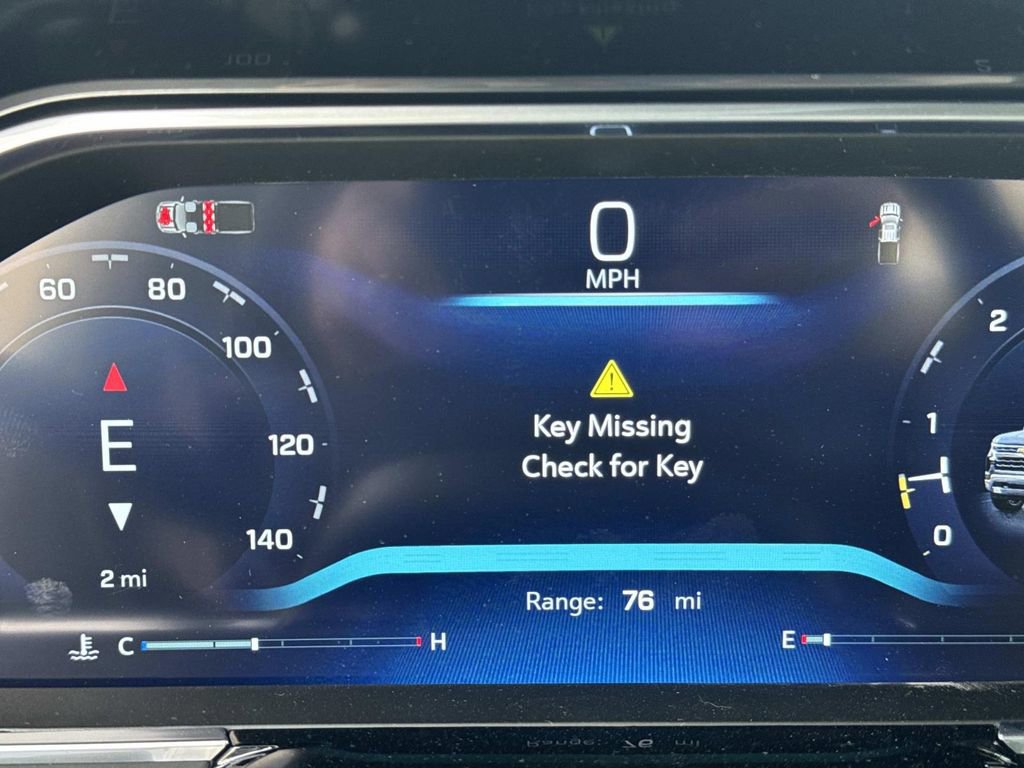 0
MPH
60
80
100
120
140
E
2 mi
2
1
0
Key Missing
Check for Key
Range: 76 mi
C
H
E